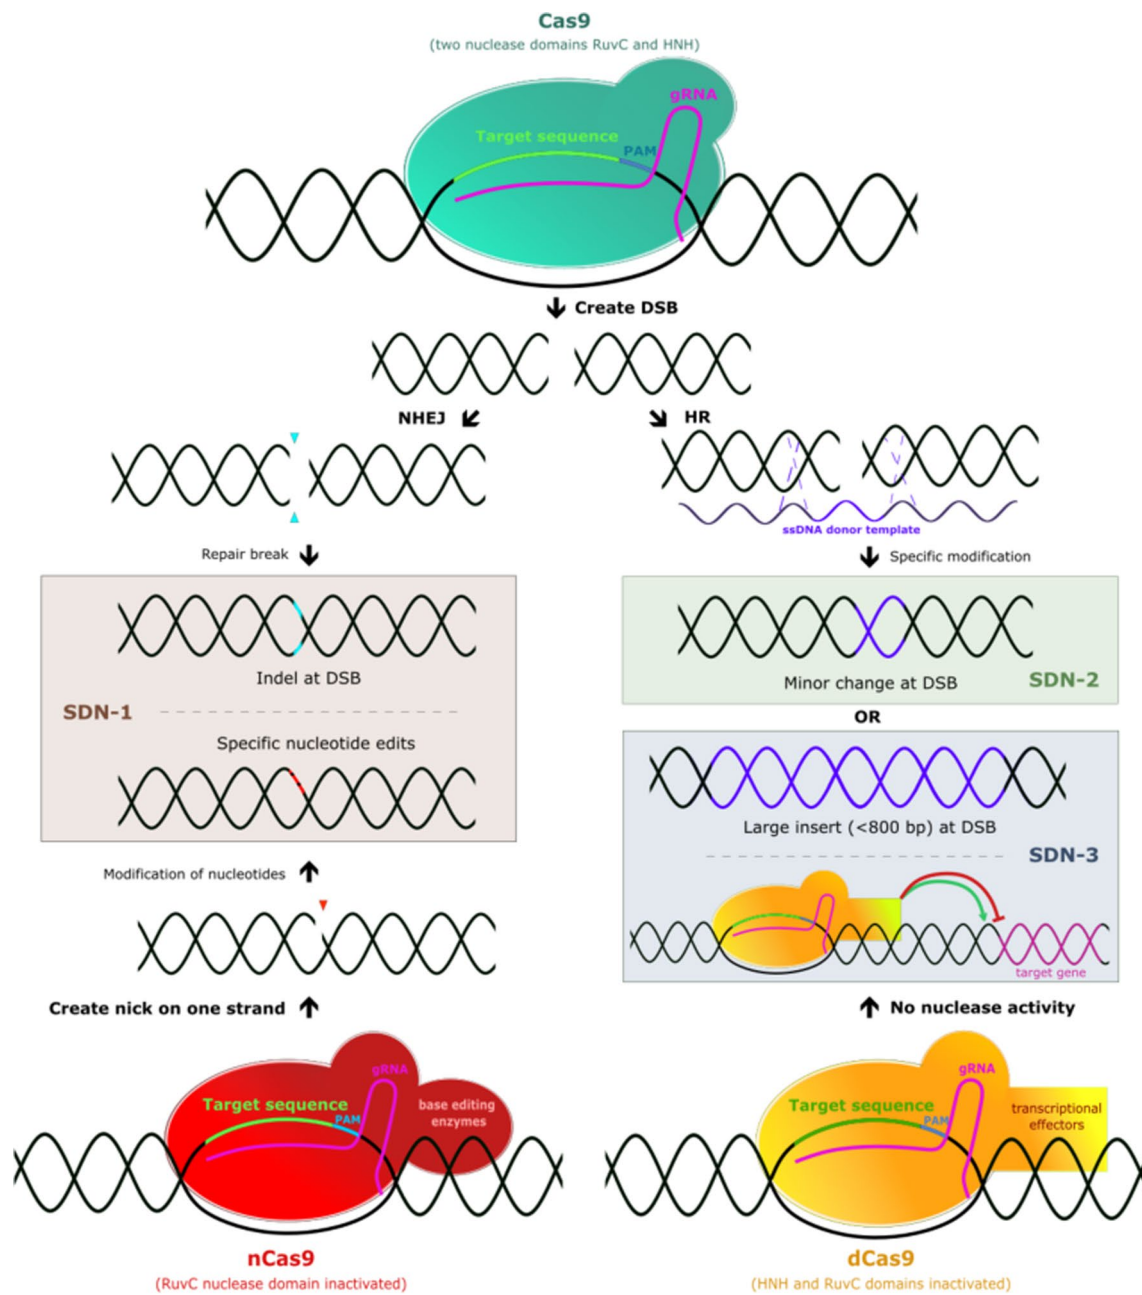 Cas9
(two nuclease domains RuvC and HNH)
gRNA
Target sequence
PAM
Create DSB
NHEJ
HR
ssDNA donor template
Repair break
Specific modification
Indel at DSB
SDN-1
Specific nucleotide edits
Minor change at DSB
SDN-2
OR
Large insert (<800 bp) at DSB
SDN-3
target gene
Modification of nucleotides
Create nick on one strand
No nuclease activity
gRNA
Target sequence
PAM
base editing
enzymes
nCas9
(RuvC nuclease domain inactivated)
gRNA
Target sequence
PAM
transcriptional
effectors
dCas9
(HNH and RuvC domains inactivated)